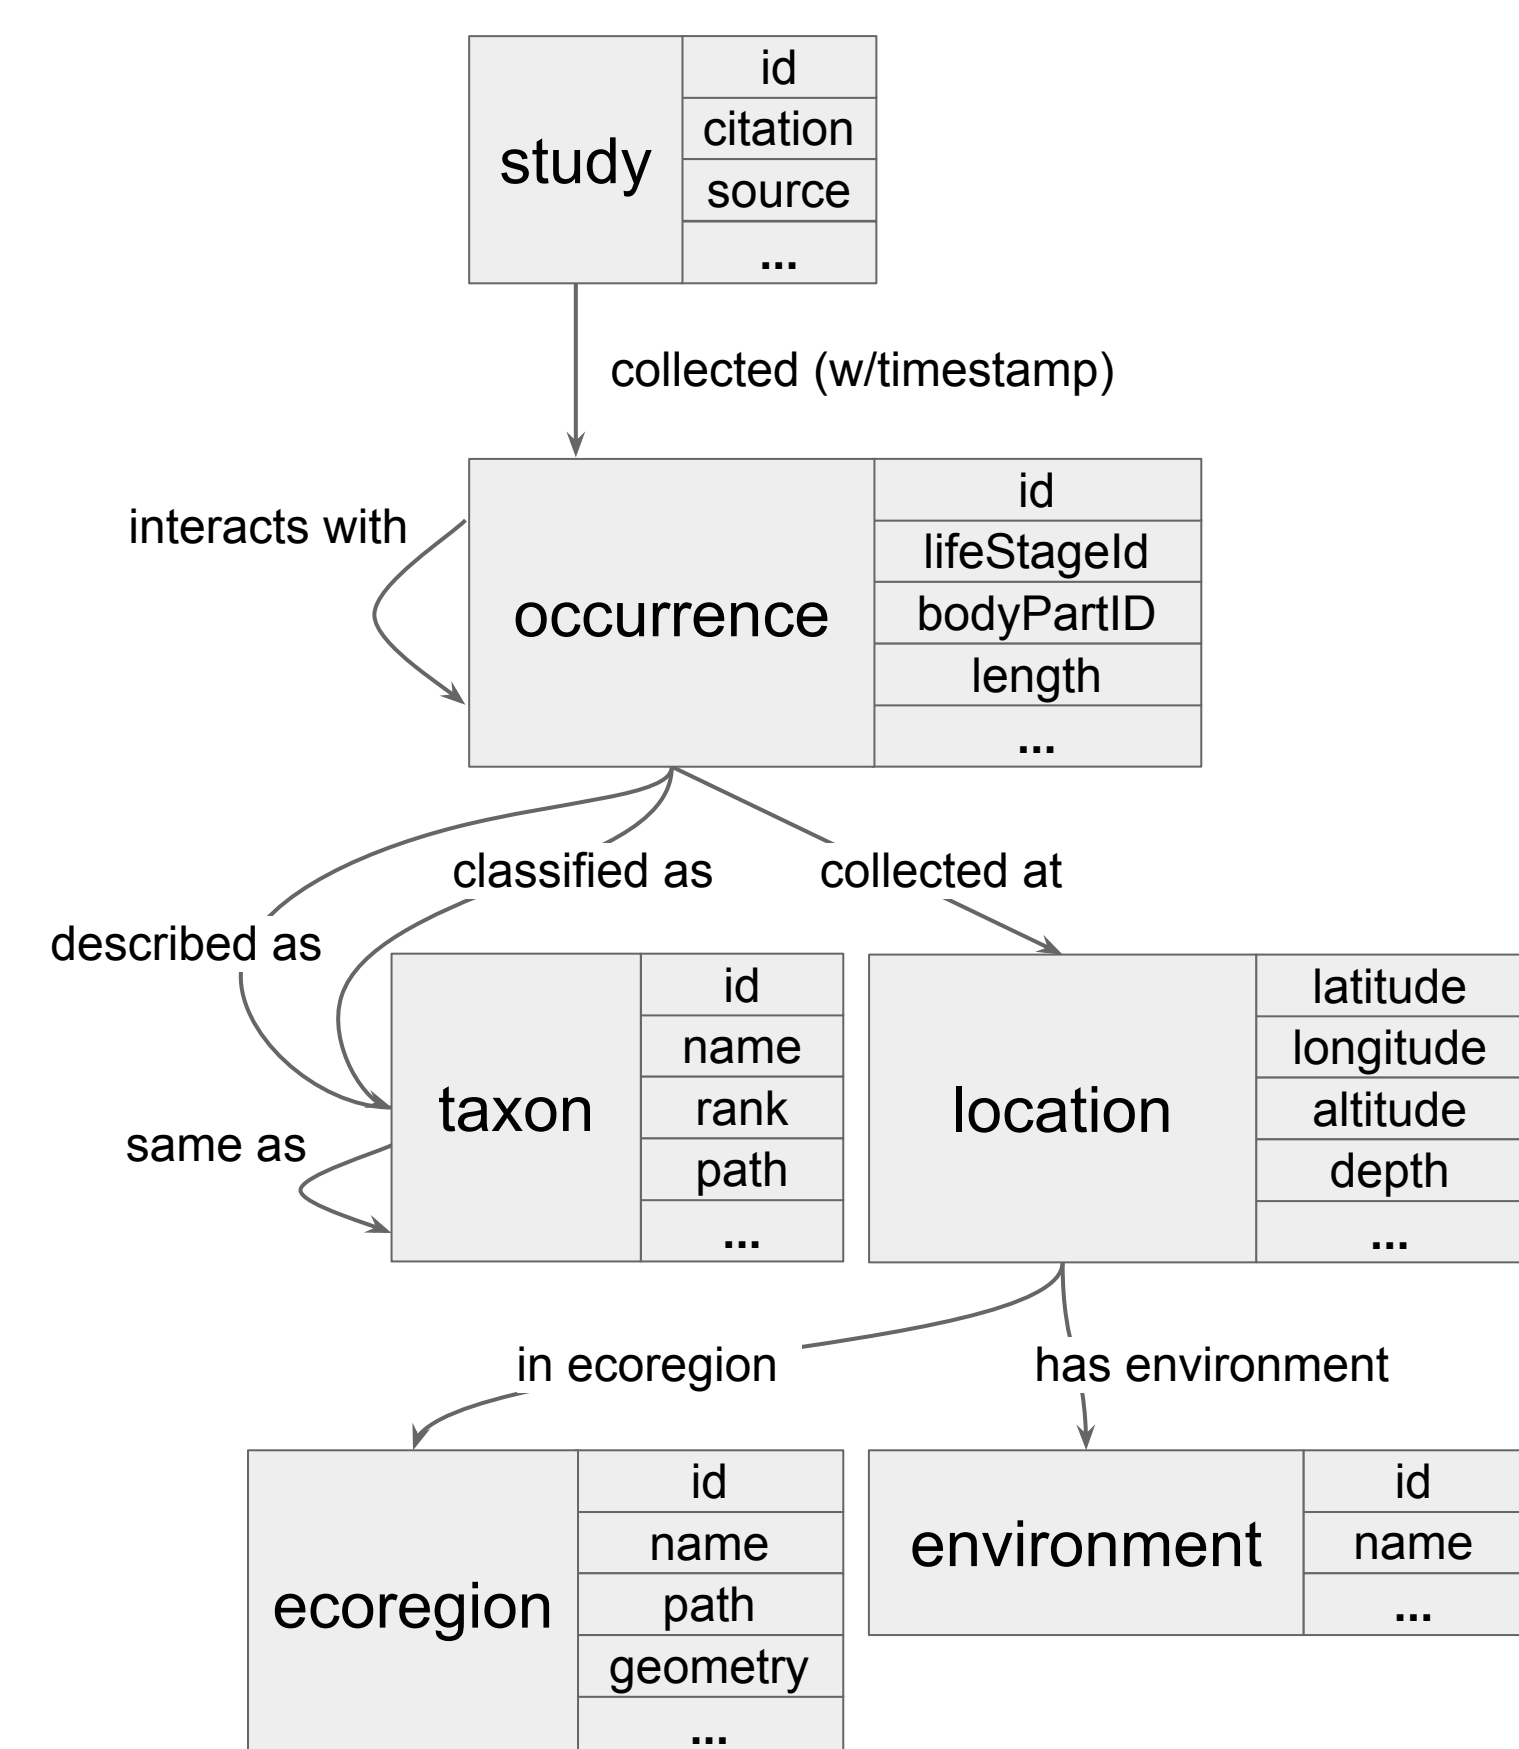 study
id
citation
source
...
collected (w/timestamp)
interacts with
occurrence
id
lifeStageId
bodyPartID
length
...
classified as
collected at
described as
same as
taxon
id
name
rank
path
...
location
latitude
longitude
altitude
depth
...
in ecoregion
has environment
ecoregion
id
name
path
geometry
...
environment
id
name
...